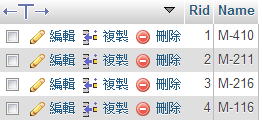 Rid Name
編輯 複製 刪除 1 M-410
編輯 複製 刪除 2 M-211
編輯 複製 刪除 3 M-216
編輯 複製 刪除 4 M-116